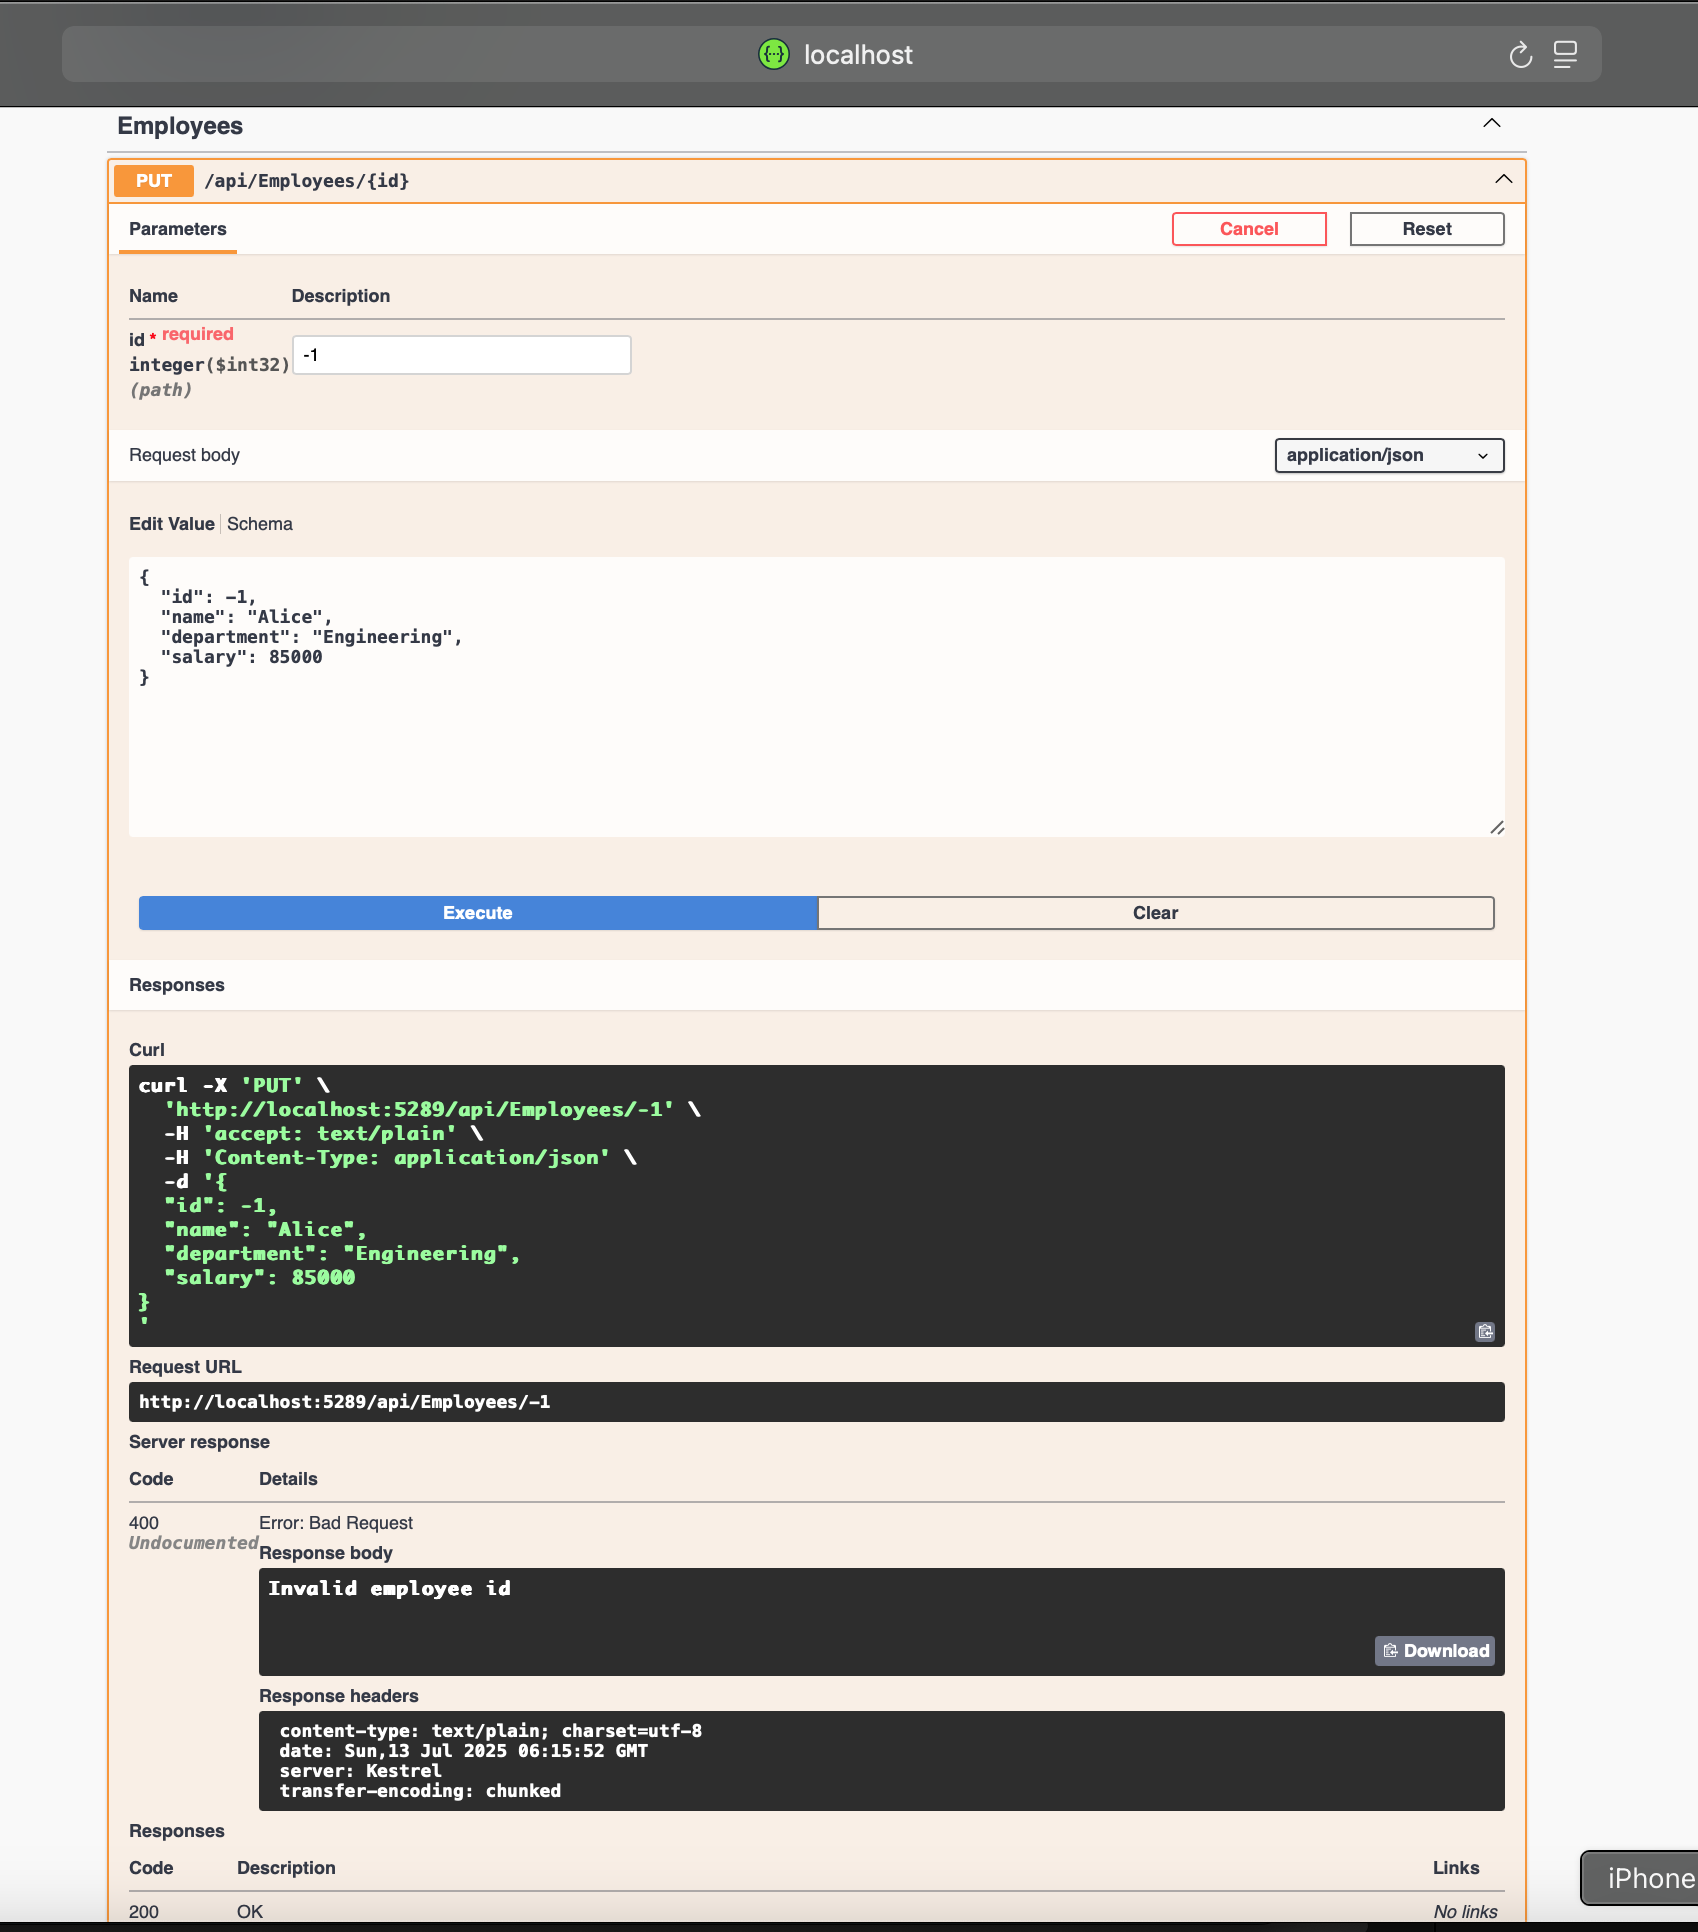 localhost
Employees
PUT /api/Employees/{id}
Parameters
Cancel
Reset
Name Description
id * required
integer($int32)
(path)
-1
Request body
application/json
Edit Value Schema
{
  "id": -1,
  "name": "Alice",
  "department": "Engineering",
  "salary": 85000
}
Execute
Clear
Responses
Curl
curl -X 'PUT' \
  'http://localhost:5289/api/Employees/-1' \
  -H 'accept: text/plain' \
  -H 'Content-Type: application/json' \
  -d '{
  "id": -1,
  "name": "Alice",
  "department": "Engineering",
  "salary": 85000
}
'
Request URL
http://localhost:5289/api/Employees/-1
Server response
Code Details
400
Undocumented
Error: Bad Request
Response body
Invalid employee id
Download
Response headers
content-type: text/plain; charset=utf-8
date: Sun,13 Jul 2025 06:15:52 GMT
server: Kestrel
transfer-encoding: chunked
Responses
Code Description Links
iPhone
200 OK No links